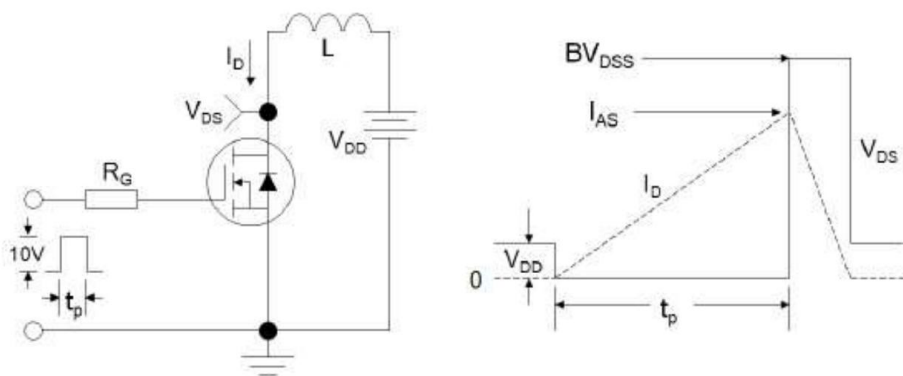 L
I_D
V_DS
V_DD
R_G
10V
t_p
BV_DSS
I_AS
V_DS
I_D
V_DD
0
t_p